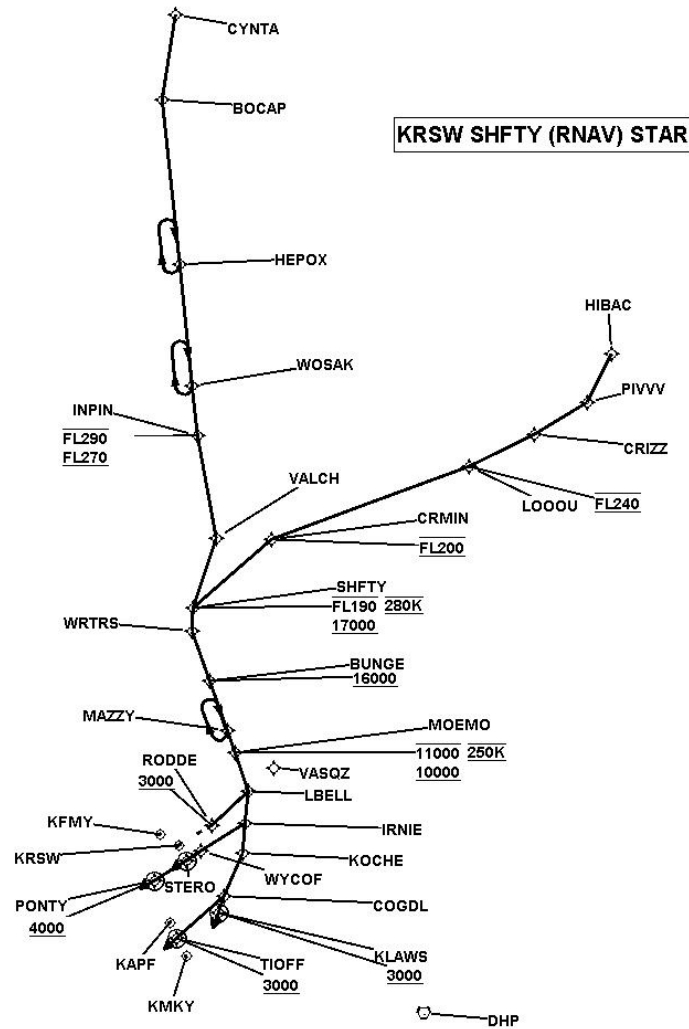 CYNTA
BOCAP
KRSW SHFTY (RNAV) STAR
HEPOX
HIBAC
WOSAK
PIVVV
INPIN
FL290
FL270
CRIZZ
VALCH
LOOOU
FL240
CRMIN
FL200
SHFTY
FL190 280K
17000
WRTRS
BUNGE
16000
MAZZY
MOEMO
11000 250K
10000
RODDE
3000
VASQZ
LBELL
KFMY
IRNIE
KRSW
KOCHE
WYCOF
STERO
PONTY
4000
COGDL
KLAWS
3000
KAPF
TIOFF
3000
KMKY
DHP